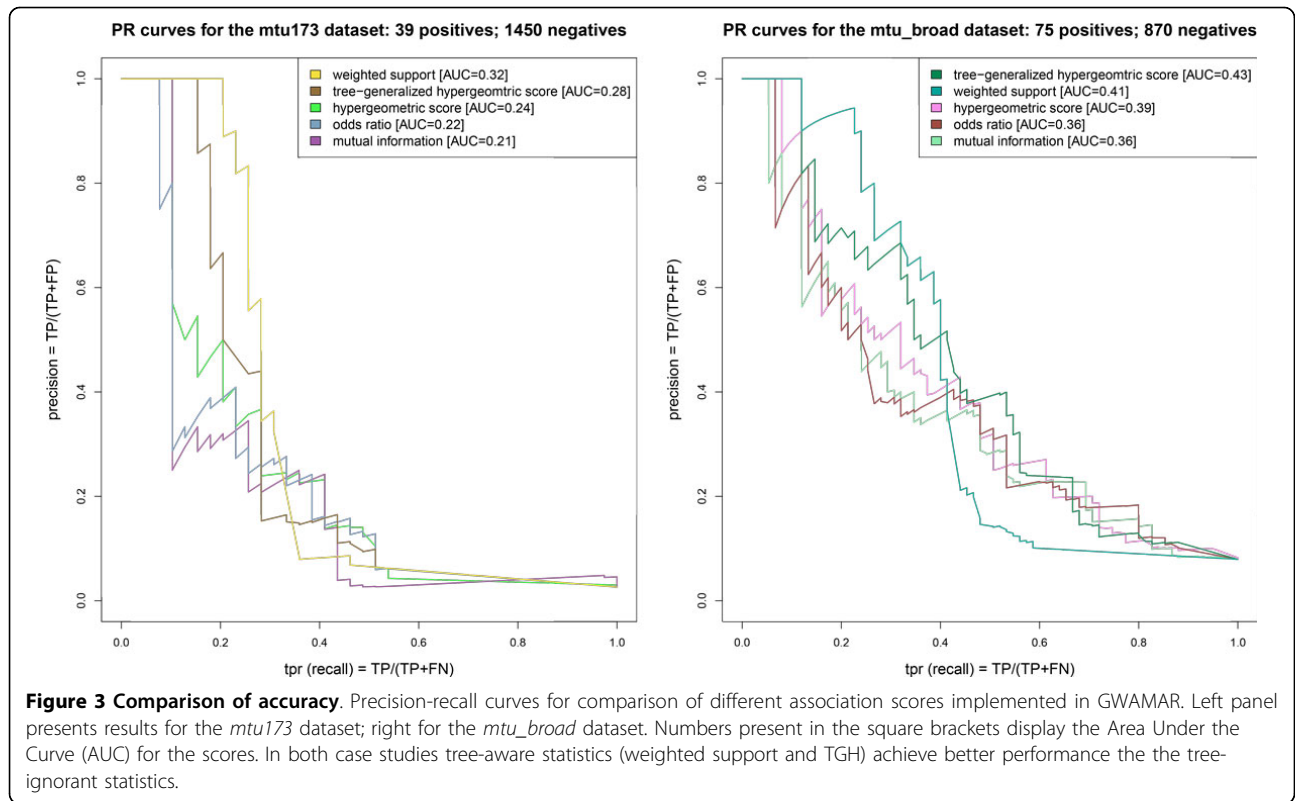 PR curves for the mtu173 dataset: 39 positives; 1450 negatives
weighted support [AUC=0.32]
tree−generalized hypergeomtric score [AUC=0.28]
hypergeometric score [AUC=0.24]
odds ratio [AUC=0.22]
mutual information [AUC=0.21]
precision = TP/(TP+FP)
1.0
0.8
0.6
0.4
0.2
0.0
0.0 0.2 0.4 0.6 0.8 1.0
tpr (recall) = TP/(TP+FN)
PR curves for the mtu_broad dataset: 75 positives; 870 negatives
tree−generalized hypergeomtric score [AUC=0.43]
weighted support [AUC=0.41]
hypergeometric score [AUC=0.39]
odds ratio [AUC=0.36]
mutual information [AUC=0.36]
precision = TP/(TP+FP)
1.0
0.8
0.6
0.4
0.2
0.0
0.0 0.2 0.4 0.6 0.8 1.0
tpr (recall) = TP/(TP+FN)
Figure 3 Comparison of accuracy. Precision-recall curves for comparison of different association scores implemented in GWAMAR. Left panel
presents results for the mtu173 dataset; right for the mtu_broad dataset. Numbers present in the square brackets display the Area Under the
Curve (AUC) for the scores. In both case studies tree-aware statistics (weighted support and TGH) achieve better performance the the tree-
ignorant statistics.